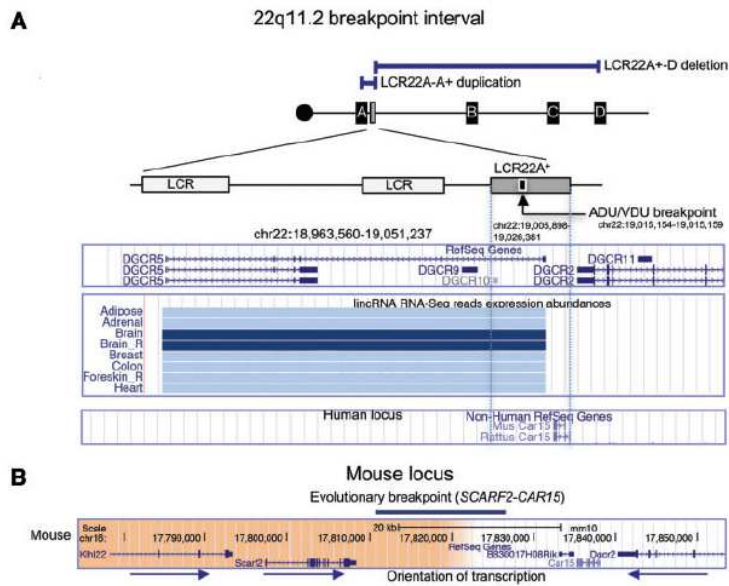 A
22q11.2 breakpoint interval
LCR22A+-D deletion
LCR22A-A+ duplication
A B C D
LCR22A+
LCR LCR
ADU/VDU breakpoint
chr22:18,963,560-19,051,237
chr22:19,005,898-
19,026,381
chr22:19,015,154-19,915,159
RefSeq Genes
DGCR5 DGCR11
DGCR5 DGCR9 DGCR2
DGCR5 DGCR10 DGCR2
lincRNA RNA-Seq reads expression abundances
Adipose
Adrenal
Brain
Brain_R
Breast
Colon
Foreskin_R
Heart
Human locus Non-Human RefSeq Genes
Mus Car15
Rattus Car15
B
Mouse locus
Evolutionary breakpoint (SCARF2-CAR15)
Mouse
Scale 20 kb mm10
chr16: 17,790,000 17,800,000 17,810,000 17,820,000 17,830,000 17,840,000 17,850,000
RefSeq Genes
Klhl22 B830017H08Rik
Scarf2 Car15
Orientation of transcription